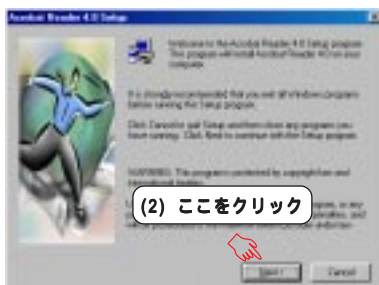 Acrobat Reader 4.0 Setup
Welcome to the Acrobat Reader 4.0 Setup program.
This program will install Acrobat Reader 4.0 on your
computer.
It is strongly recommended that you exit all Windows programs
before running this Setup program.
Click Cancel to quit Setup and then close any programs you
have running. Click Next to continue with the Setup program.
WARNING: This program is protected by copyright law and
international treaties.
(2) ここをクリック
Next >
Cancel